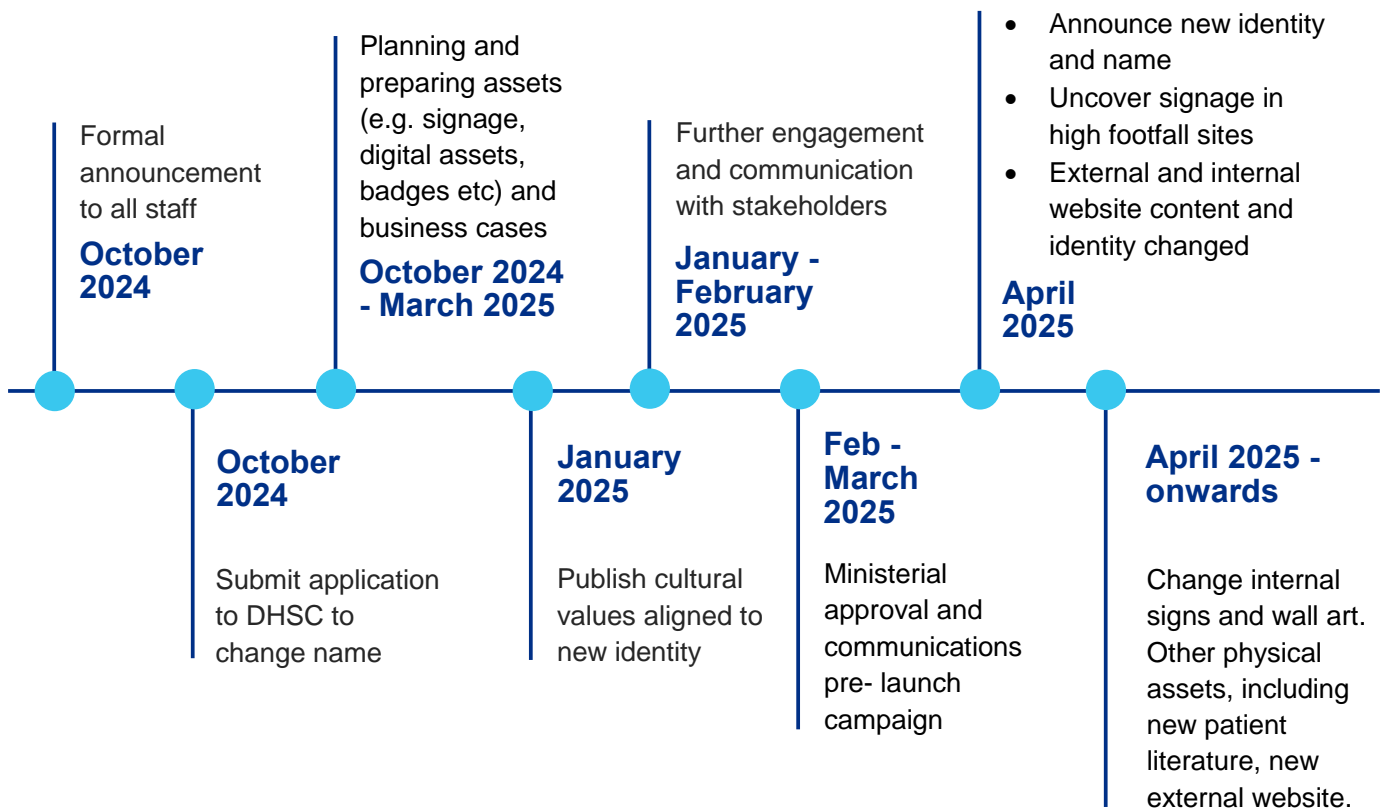 Formal
announcement
to all staff
October
2024
October
2024
Submit application
to DHSC to
change name
Planning and
preparing assets
(e.g. signage,
digital assets,
badges etc) and
business cases
October 2024
- March 2025
January
2025
Publish cultural
values aligned to
new identity
Further engagement
and communication
with stakeholders
January -
February
2025
Feb -
March
2025
Ministerial
approval and
communications
pre- launch
campaign
• Announce new identity
and name
• Uncover signage in
high footfall sites
• External and internal
website content and
identity changed
April
2025
April 2025 -
onwards
Change internal
signs and wall art.
Other physical
assets, including
new patient
literature, new
external website.